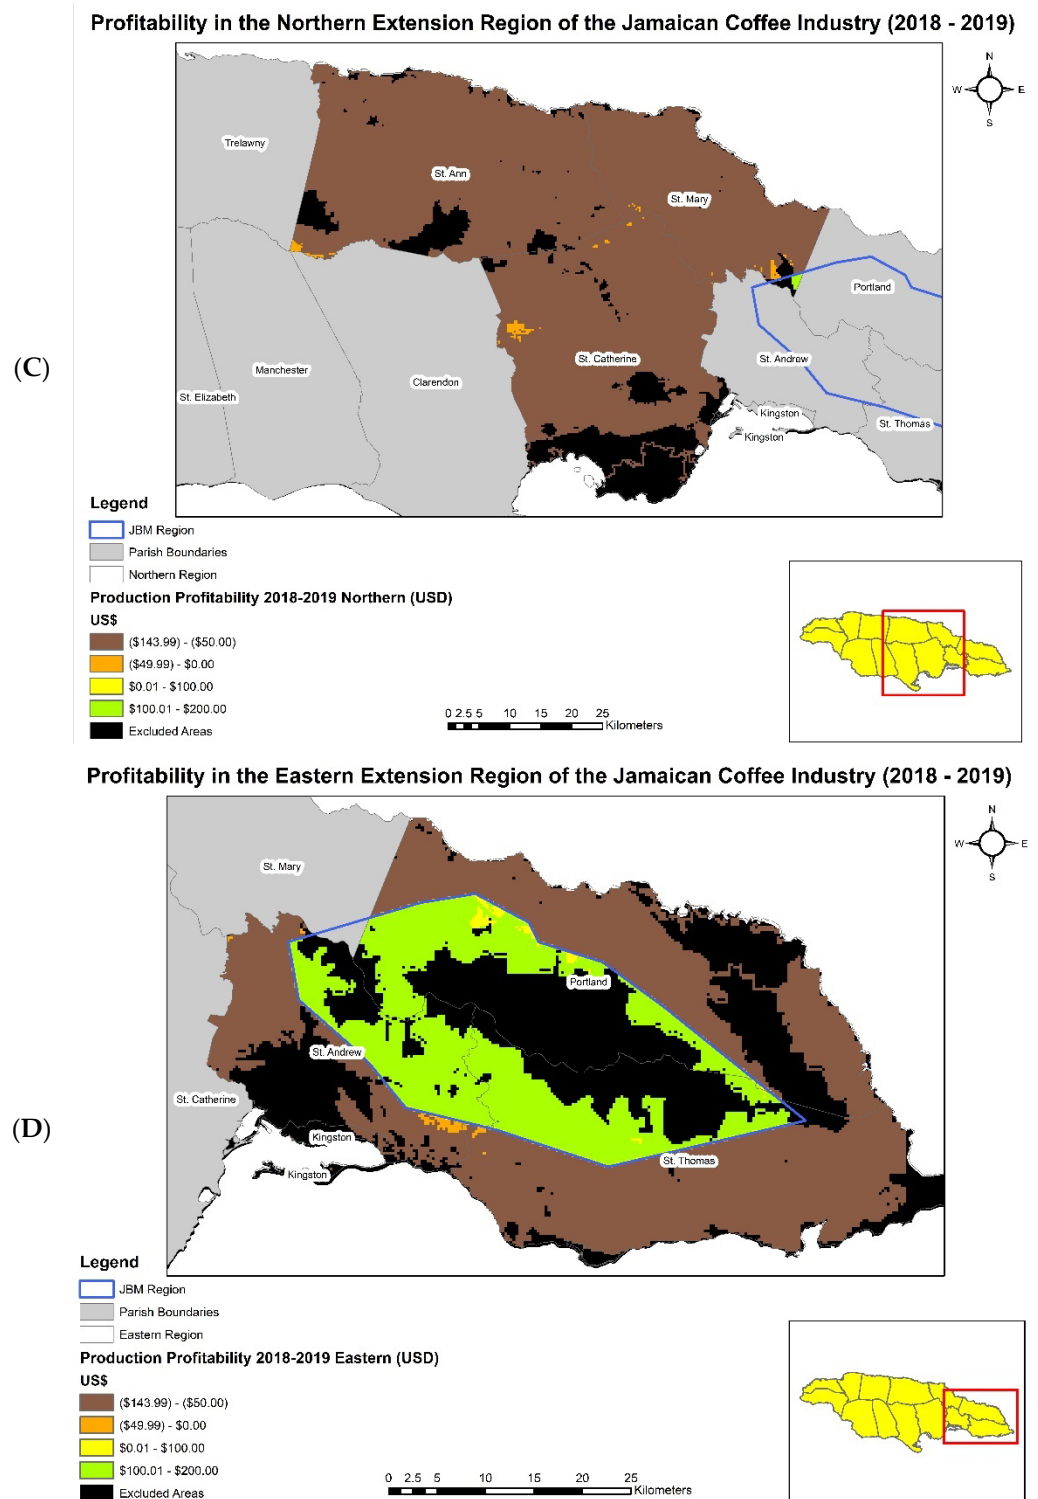 Profitability in the Northern Extension Region of the Jamaican Coffee Industry (2018 - 2019)
N
W E
S
Trelawny
St. Ann
St. Mary
Portland
(C)
Manchester
St. Elizabeth
Clarendon
St. Catherine
St. Andrew
Kingston
St. Thomas
Kingston
Legend
JBM Region
Parish Boundaries
Northern Region
Production Profitability 2018-2019 Northern (USD)
US$
($143.99) - ($50.00)
($49.99) - $0.00
$0.01 - $100.00
$100.01 - $200.00
Excluded Areas
0 2.5 5 10 15 20 25
Kilometers
Profitability in the Eastern Extension Region of the Jamaican Coffee Industry (2018 - 2019)
N
W E
S
St. Mary
Portland
St. Andrew
St. Catherine
(D)
Kingston
St. Thomas
Kingston
Legend
JBM Region
Parish Boundaries
Eastern Region
Production Profitability 2018-2019 Eastern (USD)
US$
($143.99) - ($50.00)
($49.99) - $0.00
$0.01 - $100.00
$100.01 - $200.00
Excluded Areas
0 2.5 5 10 15 20 25
Kilometers